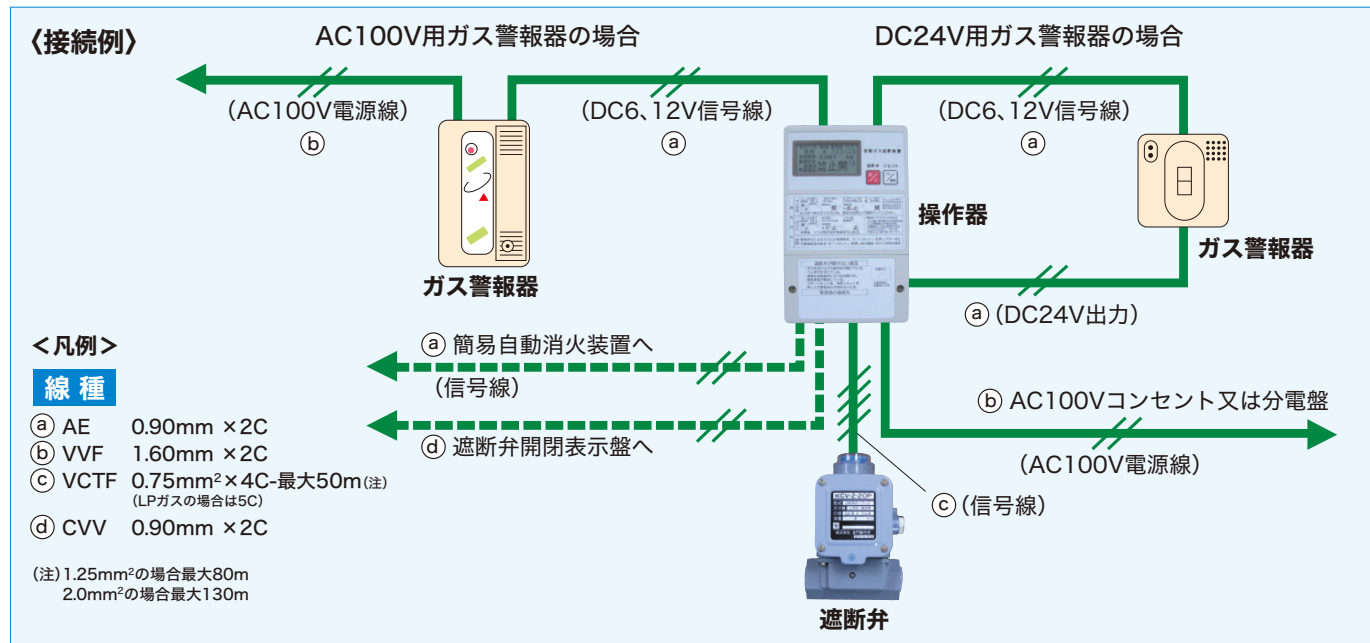 〈接続例〉
AC100V用ガス警報器の場合
DC24V用ガス警報器の場合
(AC100V電源線)
ⓑ
(DC6、12V信号線)
ⓐ
(DC6、12V信号線)
ⓐ
ガス警報器
操作器
ガス警報器
ⓐ(DC24V出力)
ⓐ 簡易自動消火装置へ
(信号線)
ⓓ 遮断弁開閉表示盤へ
ⓑ AC100Vコンセント又は分電盤
(AC100V電源線)
ⓒ(信号線)
KCV-2-20P
遮断弁
＜凡例＞
線 種
ⓐ AE 0.90mm ×2C
ⓑ VVF 1.60mm ×2C
ⓒ VCTF 0.75mm²×4C-最大50m(注)
(LPガスの場合は5C)
ⓓ CVV 0.90mm ×2C
(注)1.25mm²の場合最大80m
2.0mm²の場合最大130m